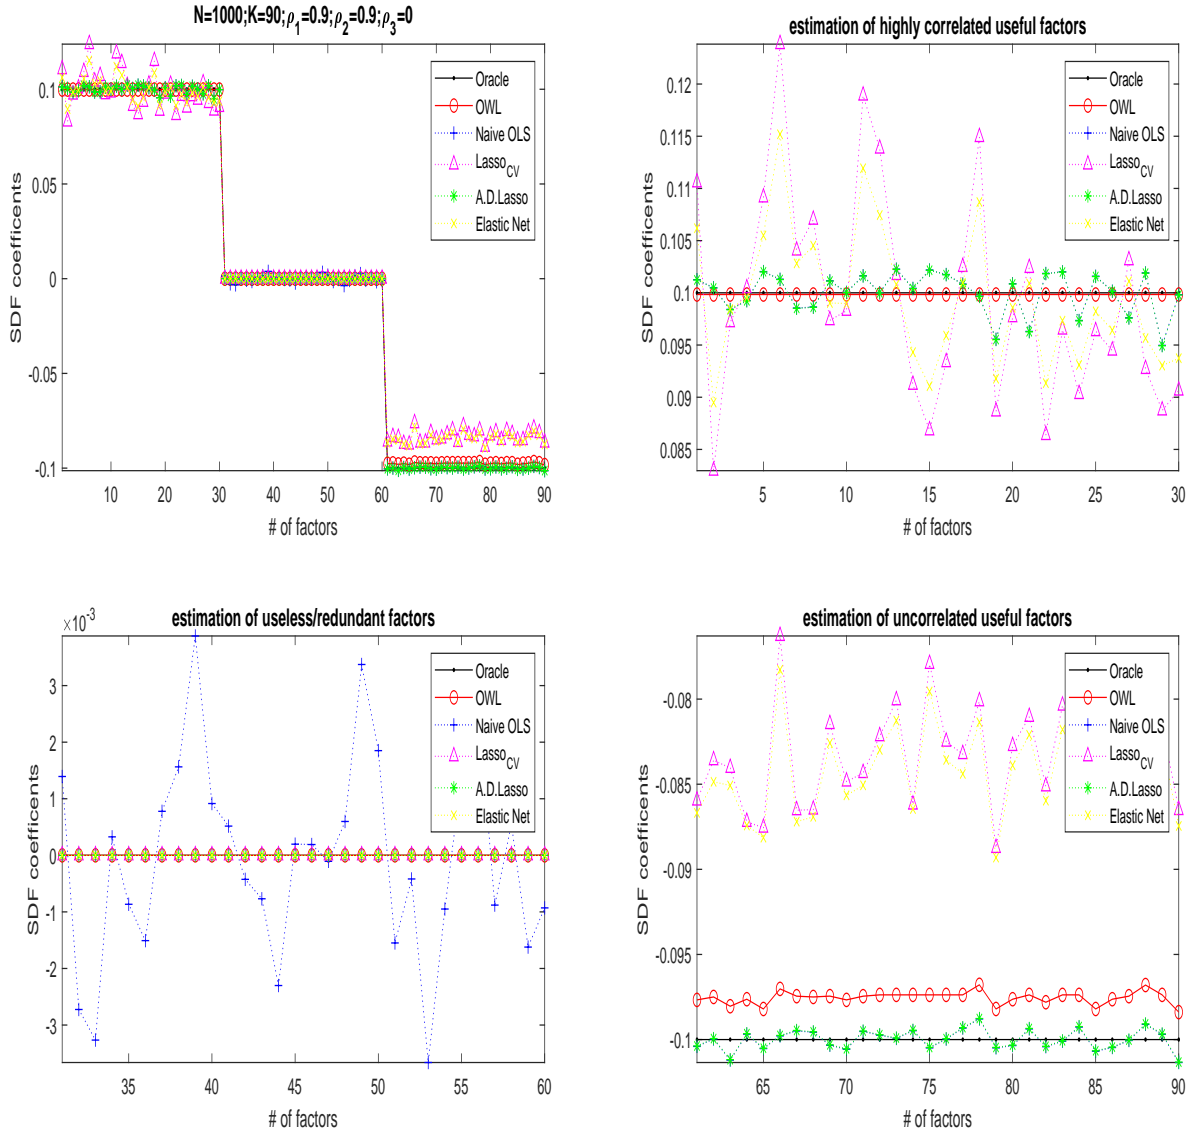 N=1000;K=90;ρ1=0.9;ρ2=0.9;ρ3=0
SDF coefficents
0.1
0.05
0
-0.05
-0.1
10 20 30 40 50 60 70 80 90
# of factors
Oracle
OWL
Naive OLS
LassoCV
A.D.Lasso
Elastic Net
estimation of highly correlated useful factors
SDF coefficents
0.12
0.115
0.11
0.105
0.1
0.095
0.09
0.085
5 10 15 20 25 30
# of factors
Oracle
OWL
Naive OLS
LassoCV
A.D.Lasso
Elastic Net
estimation of useless/redundant factors
×10-3
SDF coefficents
3
2
1
0
-1
-2
-3
35 40 45 50 55 60
# of factors
Oracle
OWL
Naive OLS
LassoCV
A.D.Lasso
Elastic Net
estimation of uncorrelated useful factors
SDF coefficents
-0.08
-0.085
-0.09
-0.095
-0.1
65 70 75 80 85 90
# of factors
Oracle
OWL
Naive OLS
LassoCV
A.D.Lasso
Elastic Net